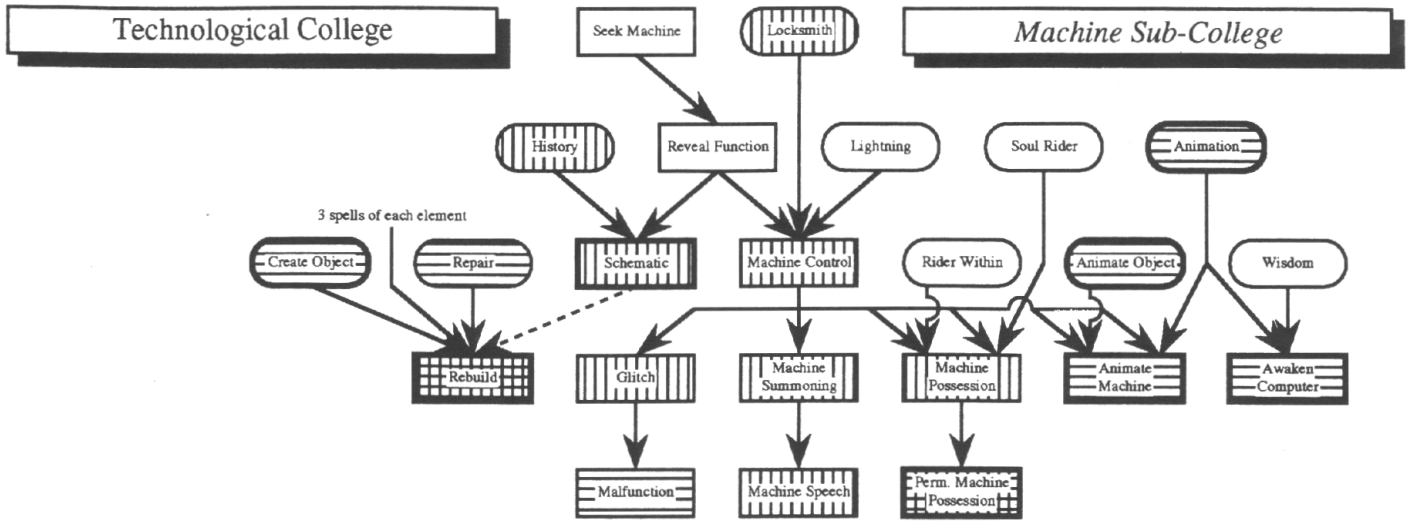 Technological College
Machine Sub-College
Seek Machine
Locksmith
History
Reveal Function
Lightning
Soul Rider
Animation
3 spells of each element
Create Object
Repair
Schematic
Machine Control
Rider Within
Animate Object
Wisdom
Rebuild
Glitch
Machine
Summoning
Machine
Possession
Animate
Machine
Awaken
Computer
Malfunction
Machine Speech
Perm. Machine
Possession